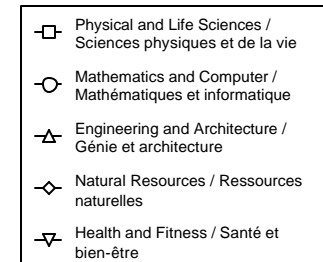 Physical and Life Sciences /
Sciences physiques et de la vie
Mathematics and Computer /
Mathématiques et informatique
Engineering and Architecture /
Génie et architecture
Natural Resources / Ressources
naturelles
Health and Fitness / Santé et
bien-être